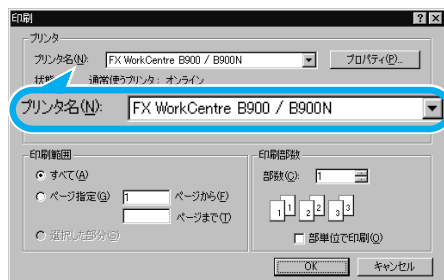 印刷
プリンタ
プリンタ名(N): FX WorkCentre B900 / B900N プロパティ(P)...
状態: 通常使うプリンタ: オンライン
プリンタ名(N): FX WorkCentre B900 / B900N
印刷範囲
すべて(A)
ページ指定(G) 1 ページから(F)
ページまで(T)
選択した部分(S)
印刷部数
部数(C): 1
1 1 2 2 3 3
部単位で印刷(O)
OK キャンセル